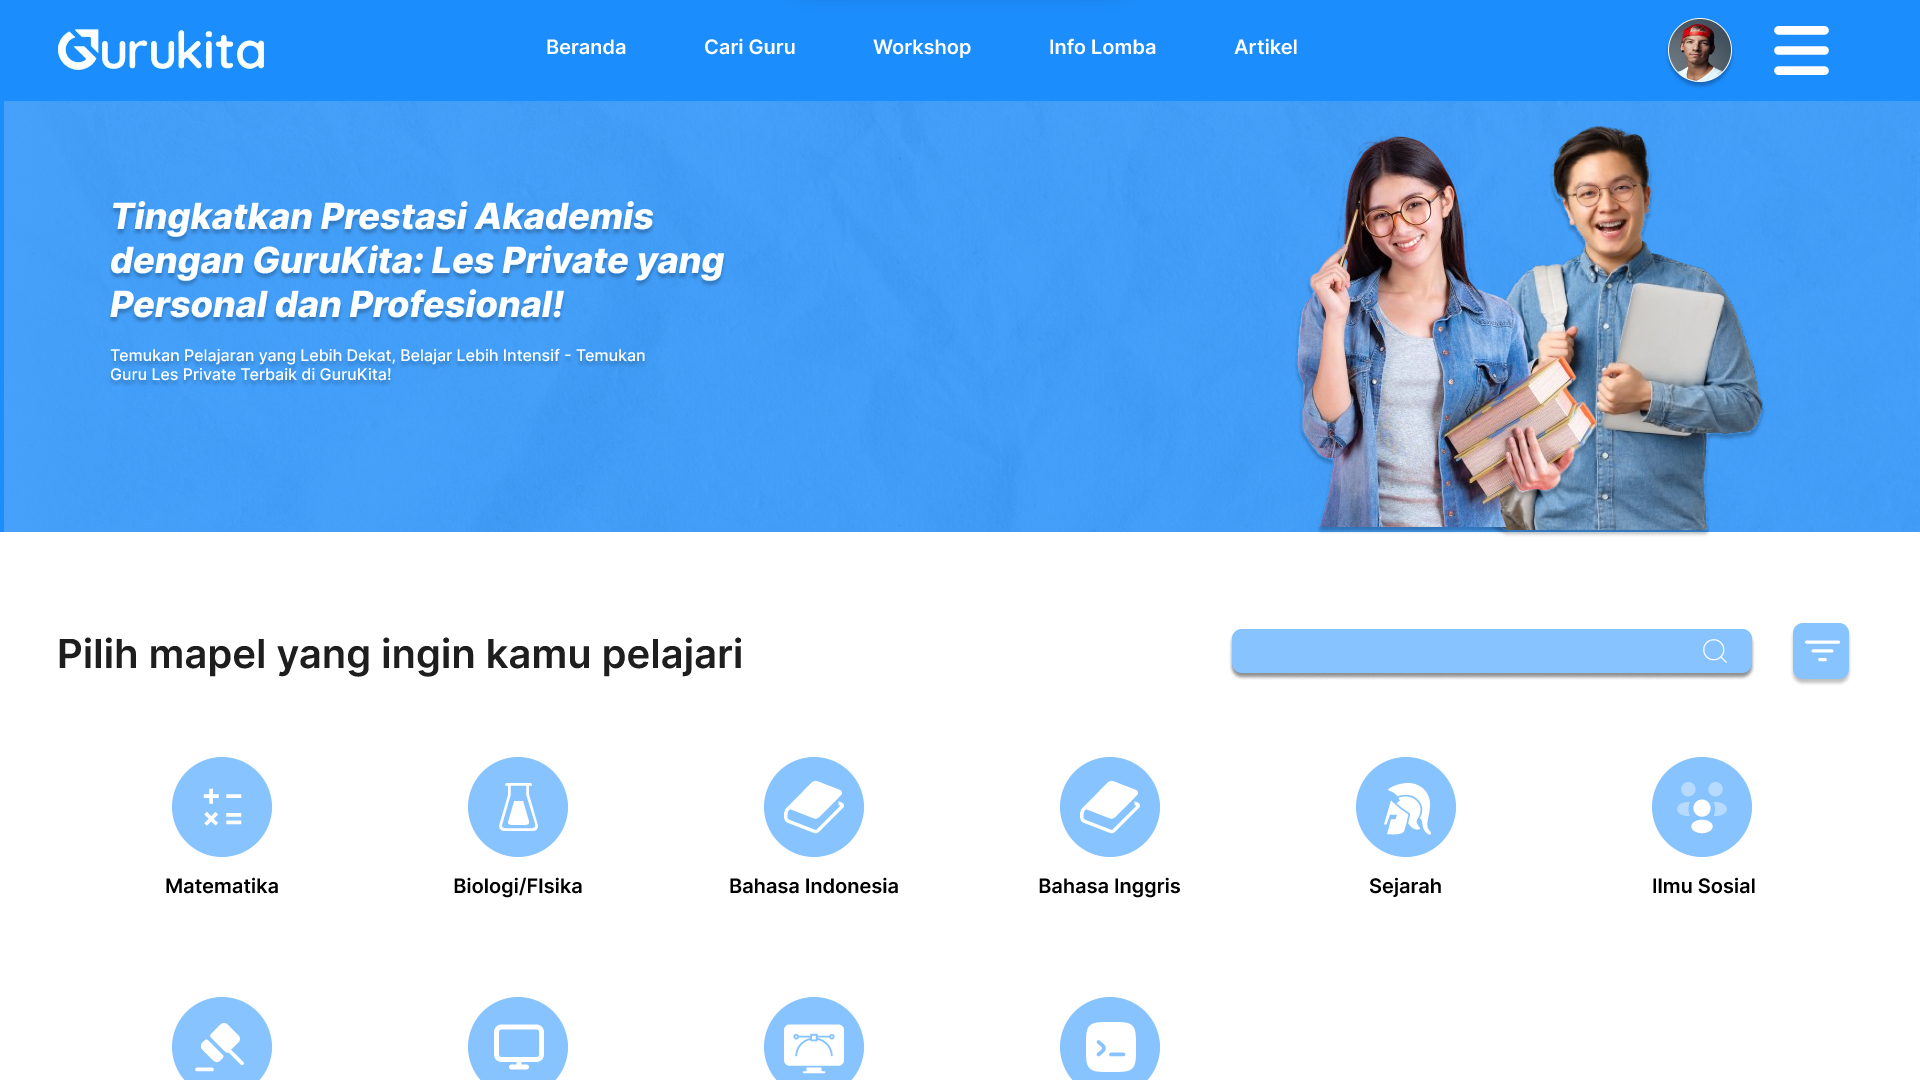 Gurukita
Beranda
Cari Guru
Workshop
Info Lomba
Artikel
Tingkatkan Prestasi Akademis
dengan GuruKita: Les Private yang
Personal dan Profesional!
Temukan Pelajaran yang Lebih Dekat, Belajar Lebih Intensif - Temukan
Guru Les Private Terbaik di GuruKita!
Pilih mapel yang ingin kamu pelajari
Matematika
Biologi/FIsika
Bahasa Indonesia
Bahasa Inggris
Sejarah
Ilmu Sosial